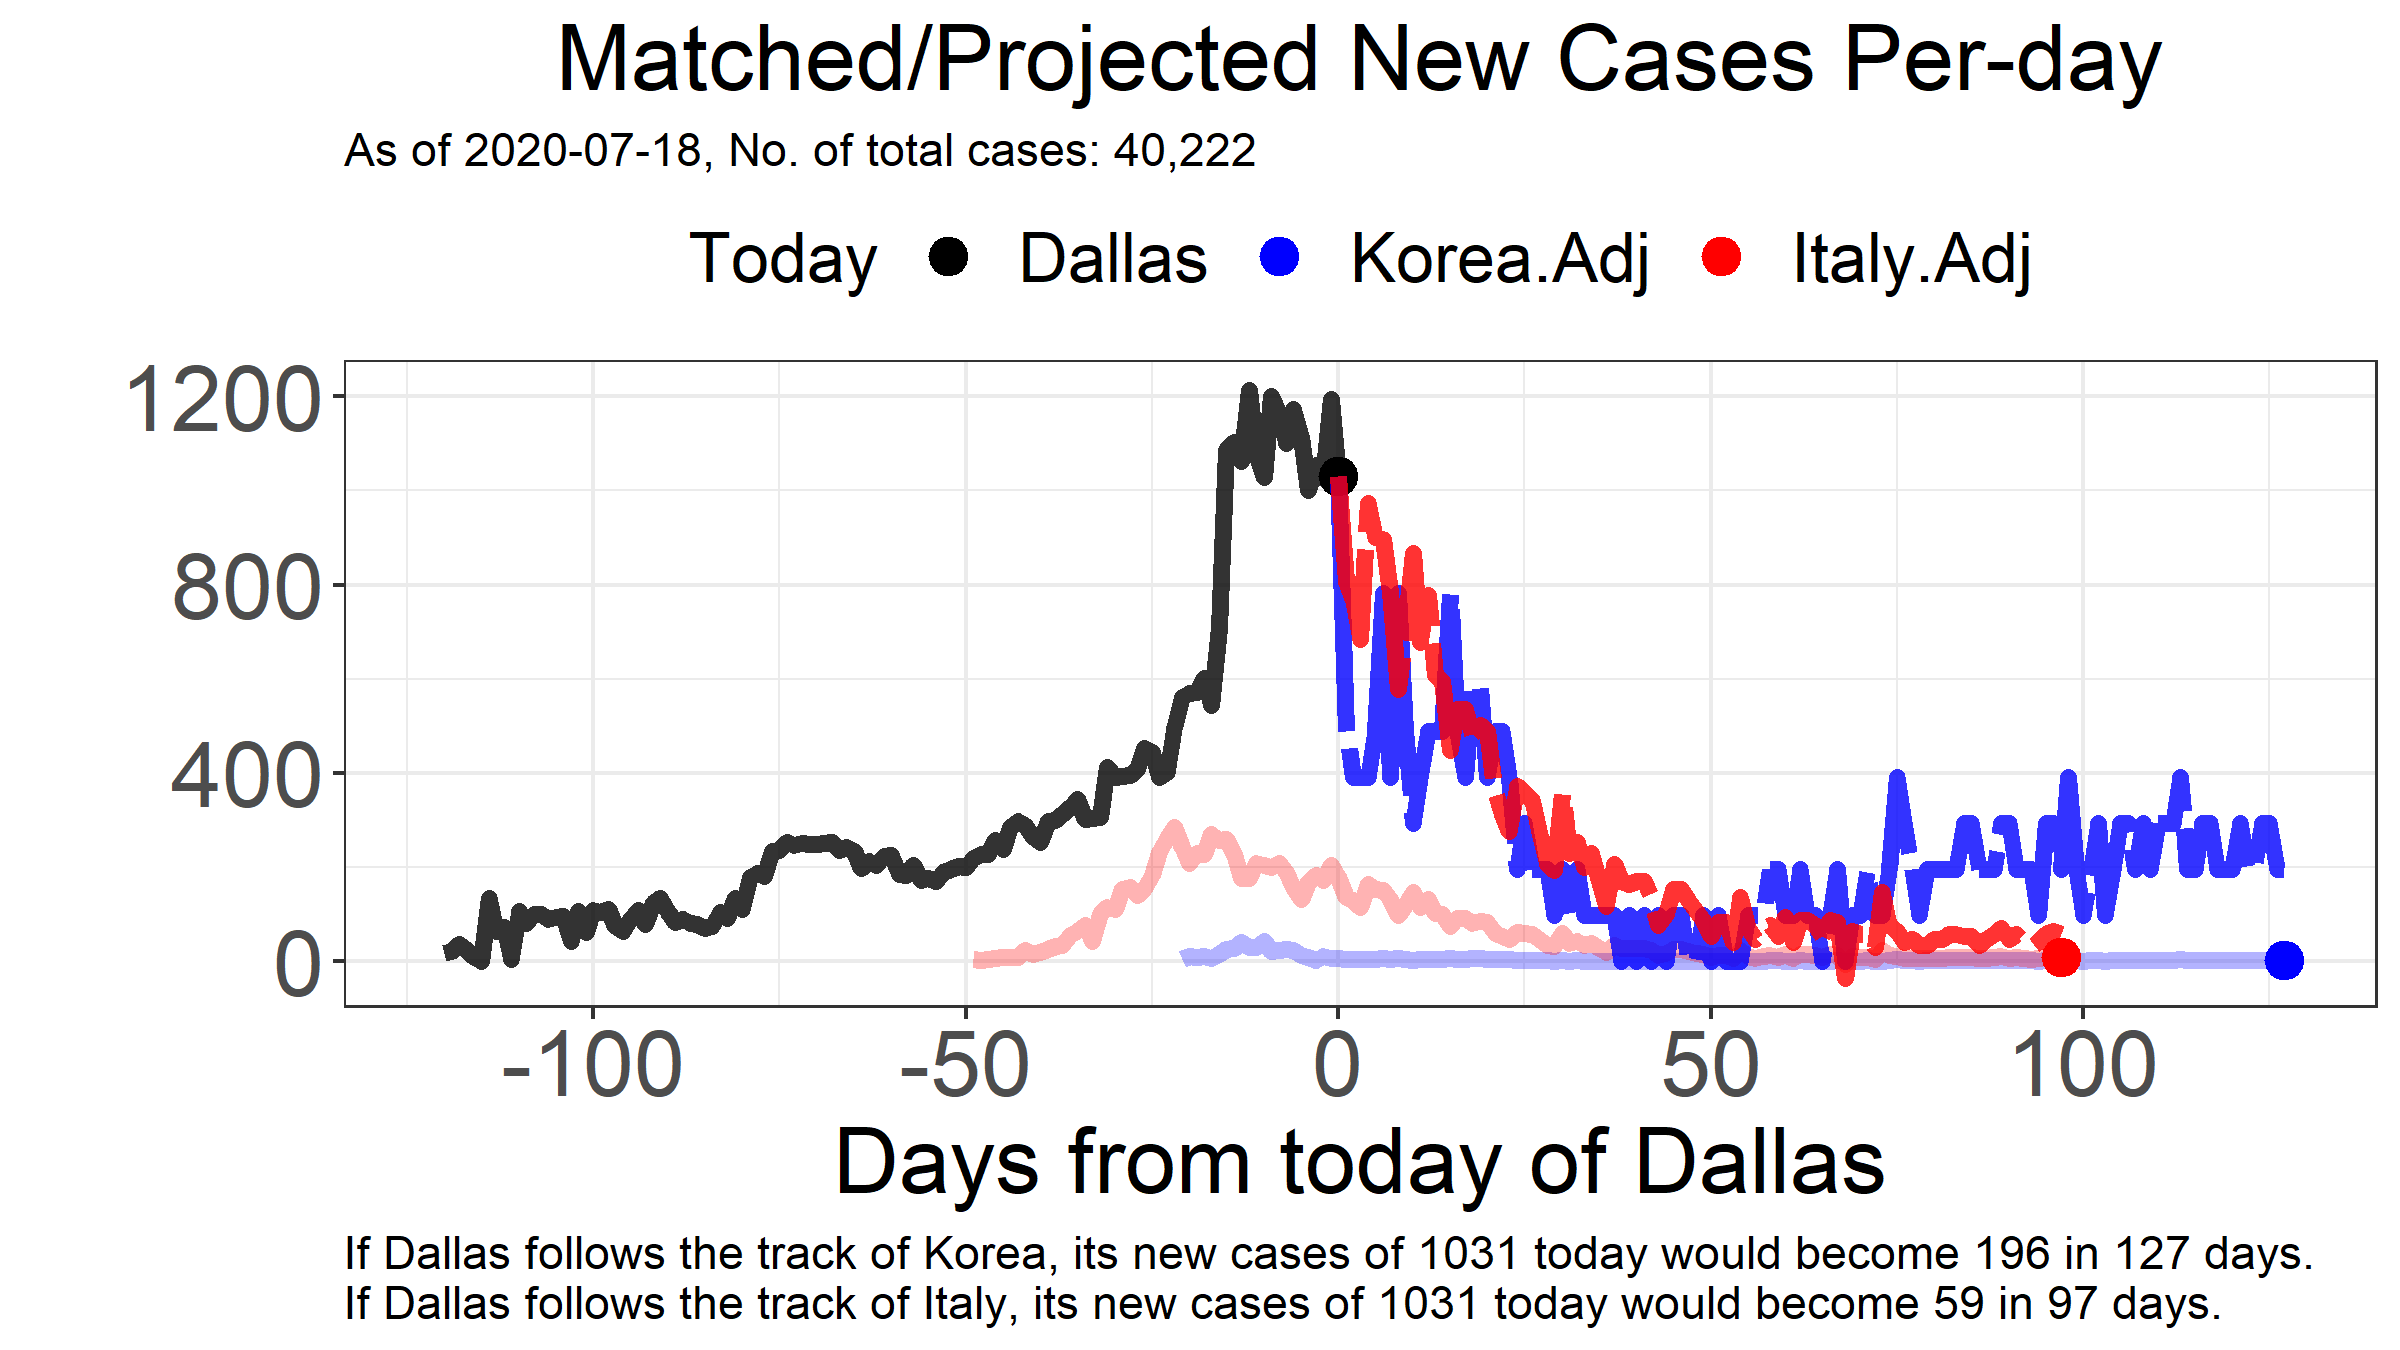 Matched/Projected New Cases Per-day
As of 2020-07-18, No. of total cases: 40,222
Today Dallas Korea.Adj Italy.Adj
1200
800
400
0
-100 -50 0 50 100
Days from today of Dallas
If Dallas follows the track of Korea, its new cases of 1031 today would become 196 in 127 days.
If Dallas follows the track of Italy, its new cases of 1031 today would become 59 in 97 days.